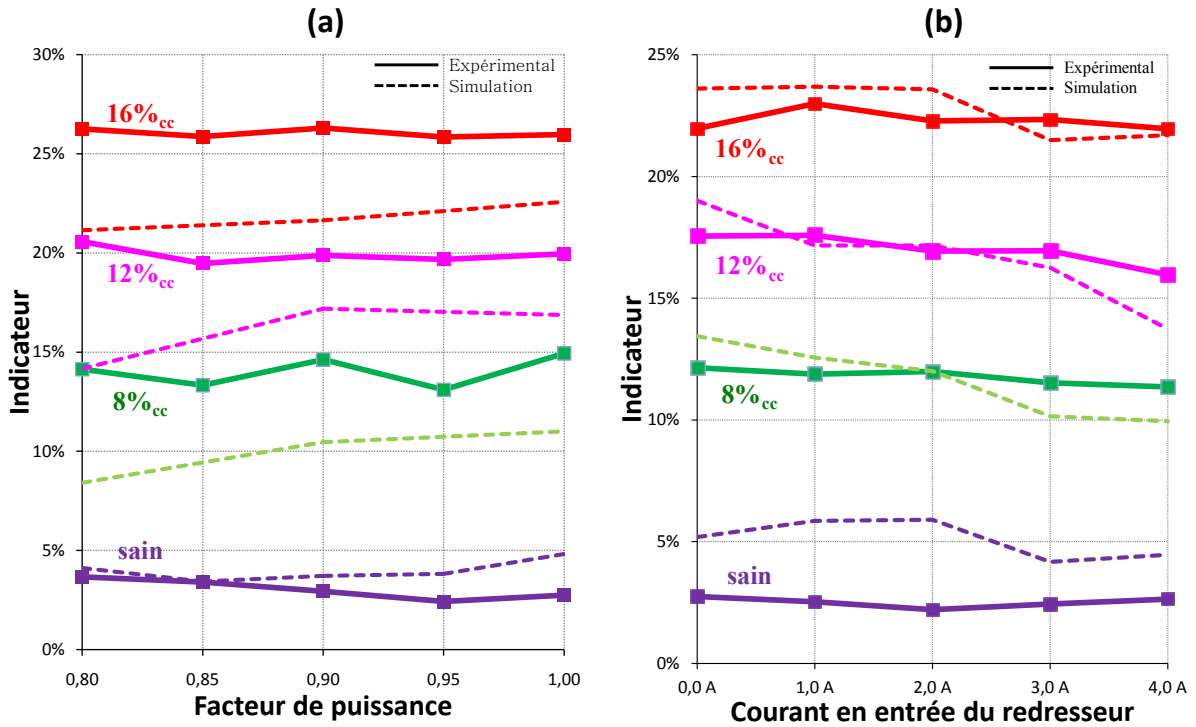 (a)
30%
25%
20%
15%
10%
5%
0%
Indicateur
Expérimental
Simulation
16%cc
12%cc
8%cc
sain
0,80
0,85
0,90
0,95
1,00
Facteur de puissance
(b)
25%
20%
15%
10%
5%
0%
Indicateur
Expérimental
Simulation
16%cc
12%cc
8%cc
sain
0,0 A
1,0 A
2,0 A
3,0 A
4,0 A
Courant en entrée du redresseur